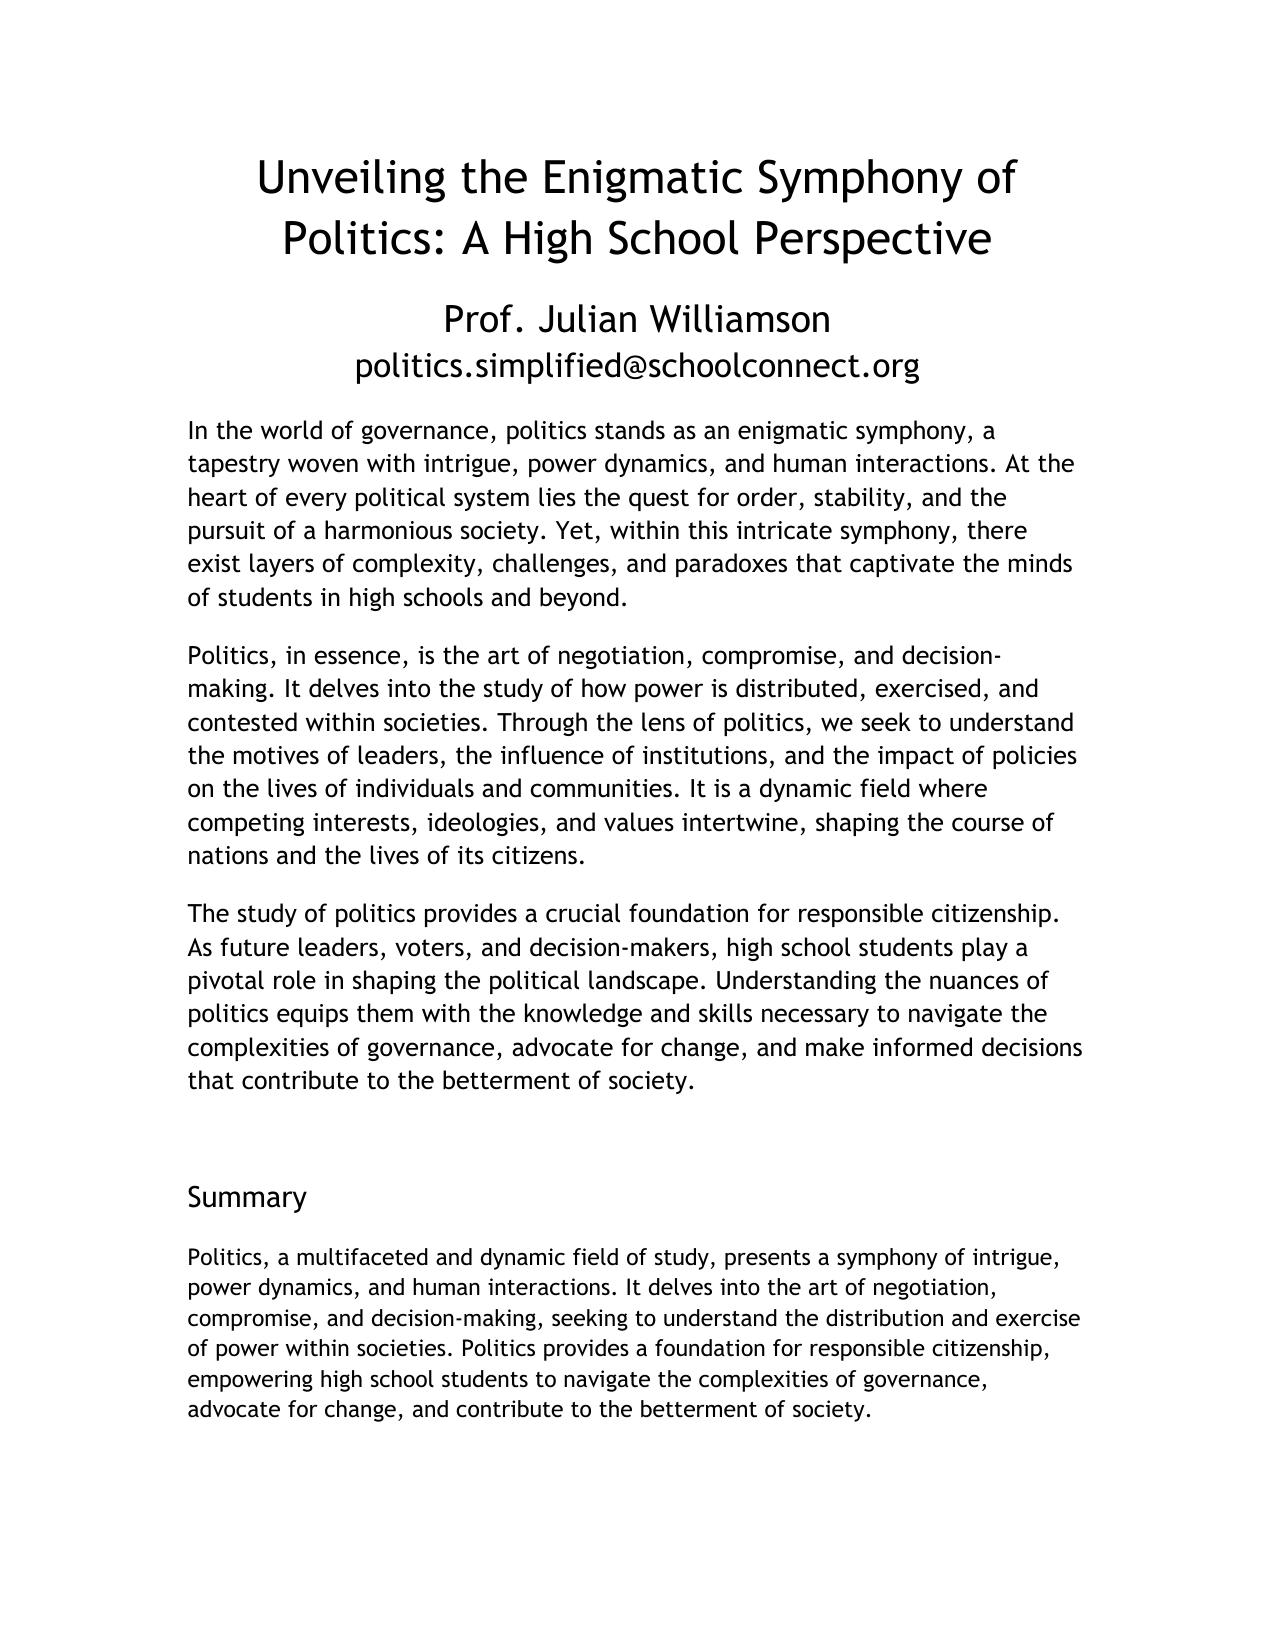 Unveiling the Enigmatic Symphony of
Politics: A High School Perspective
Prof. Julian Williamson
politics.simplified@schoolconnect.org
In the world of governance, politics stands as an enigmatic symphony, a
tapestry woven with intrigue, power dynamics, and human interactions. At the
heart of every political system lies the quest for order, stability, and the
pursuit of a harmonious society. Yet, within this intricate symphony, there
exist layers of complexity, challenges, and paradoxes that captivate the minds
of students in high schools and beyond.
Politics, in essence, is the art of negotiation, compromise, and decision-
making. It delves into the study of how power is distributed, exercised, and
contested within societies. Through the lens of politics, we seek to understand
the motives of leaders, the influence of institutions, and the impact of policies
on the lives of individuals and communities. It is a dynamic field where
competing interests, ideologies, and values intertwine, shaping the course of
nations and the lives of its citizens.
The study of politics provides a crucial foundation for responsible citizenship.
As future leaders, voters, and decision-makers, high school students play a
pivotal role in shaping the political landscape. Understanding the nuances of
politics equips them with the knowledge and skills necessary to navigate the
complexities of governance, advocate for change, and make informed decisions
that contribute to the betterment of society.
Summary
Politics, a multifaceted and dynamic field of study, presents a symphony of intrigue,
power dynamics, and human interactions. It delves into the art of negotiation,
compromise, and decision-making, seeking to understand the distribution and exercise
of power within societies. Politics provides a foundation for responsible citizenship,
empowering high school students to navigate the complexities of governance,
advocate for change, and contribute to the betterment of society.